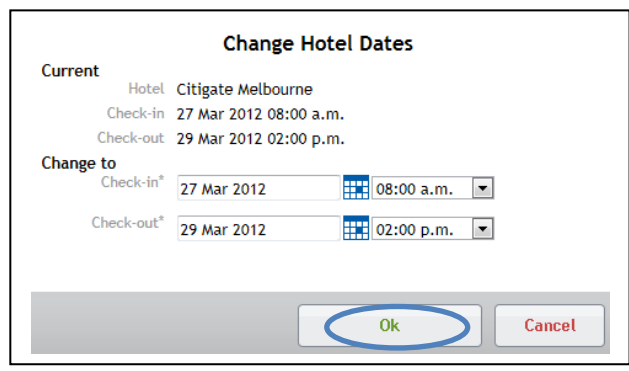 Change Hotel Dates
Current
Hotel Citigate Melbourne
Check-in 27 Mar 2012 08:00 a.m.
Check-out 29 Mar 2012 02:00 p.m.
Change to
Check-in* 27 Mar 2012 08:00 a.m.
Check-out* 29 Mar 2012 02:00 p.m.
Ok Cancel